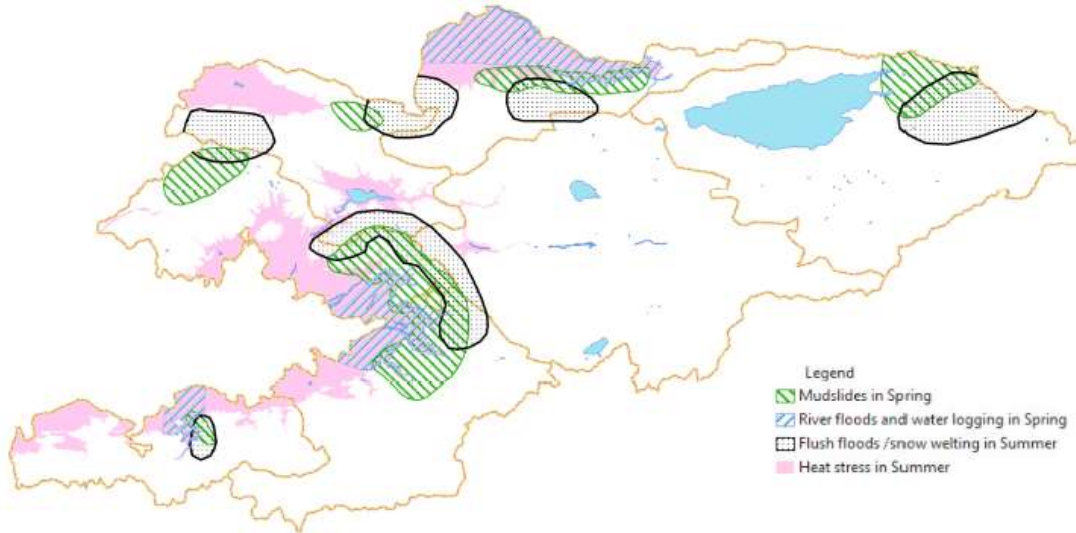 Legend
Mudslides in Spring
River floods and water logging in Spring
Flush floods /snow welting in Summer
Heat stress in Summer